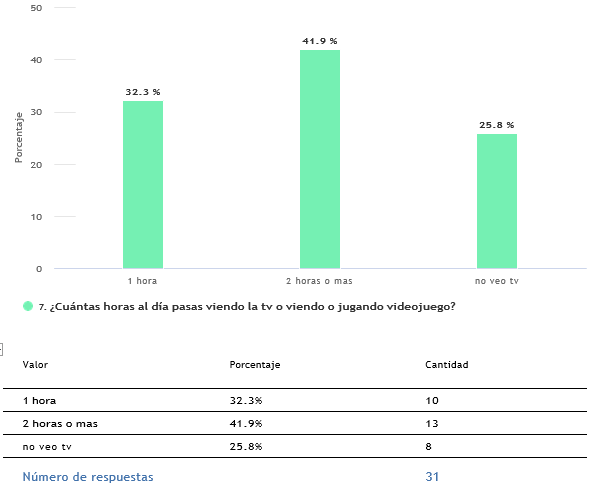 50
41.9 %
40
32.3 %
30
25.8 %
Porcentaje
20
10
0
1 hora 2 horas o mas no veo tv
7. ¿Cuántas horas al día pasas viendo la tv o viendo o jugando videojuego?
Valor Porcentaje Cantidad
1 hora 32.3% 10
2 horas o mas 41.9% 13
no veo tv 25.8% 8
Número de respuestas 31